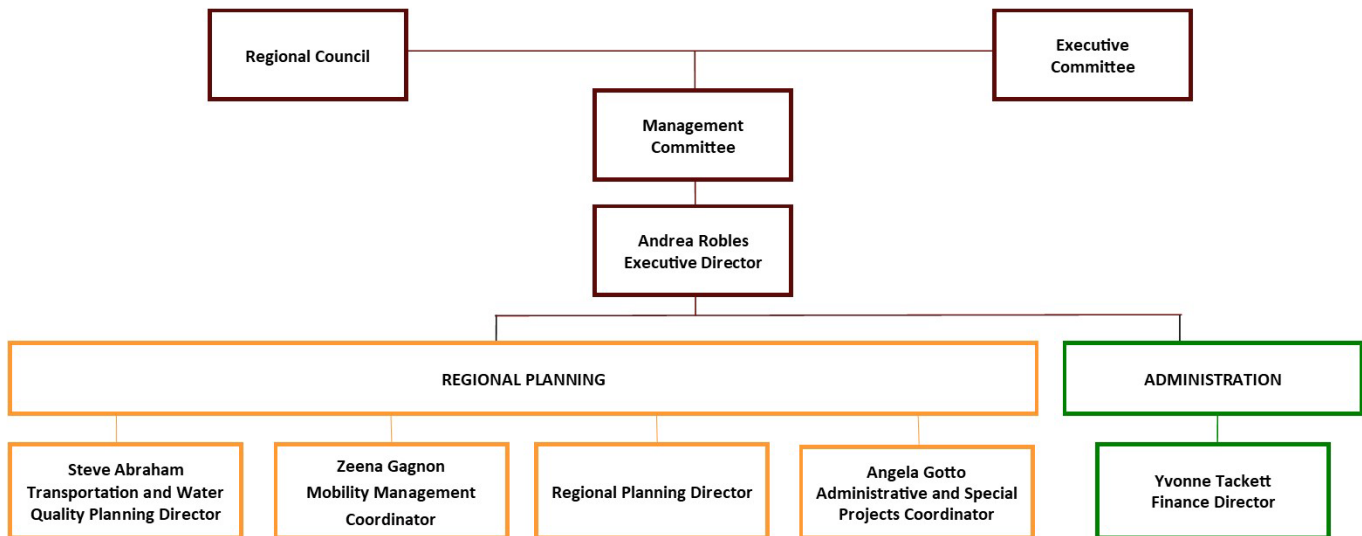 Regional Council
Executive
Committee
Management
Committee
Andrea Robles
Executive Director
REGIONAL PLANNING
ADMINISTRATION
Steve Abraham
Transportation and Water
Quality Planning Director
Zeena Gagnon
Mobility Management
Coordinator
Regional Planning Director
Angela Gotto
Administrative and Special
Projects Coordinator
Yvonne Tackett
Finance Director